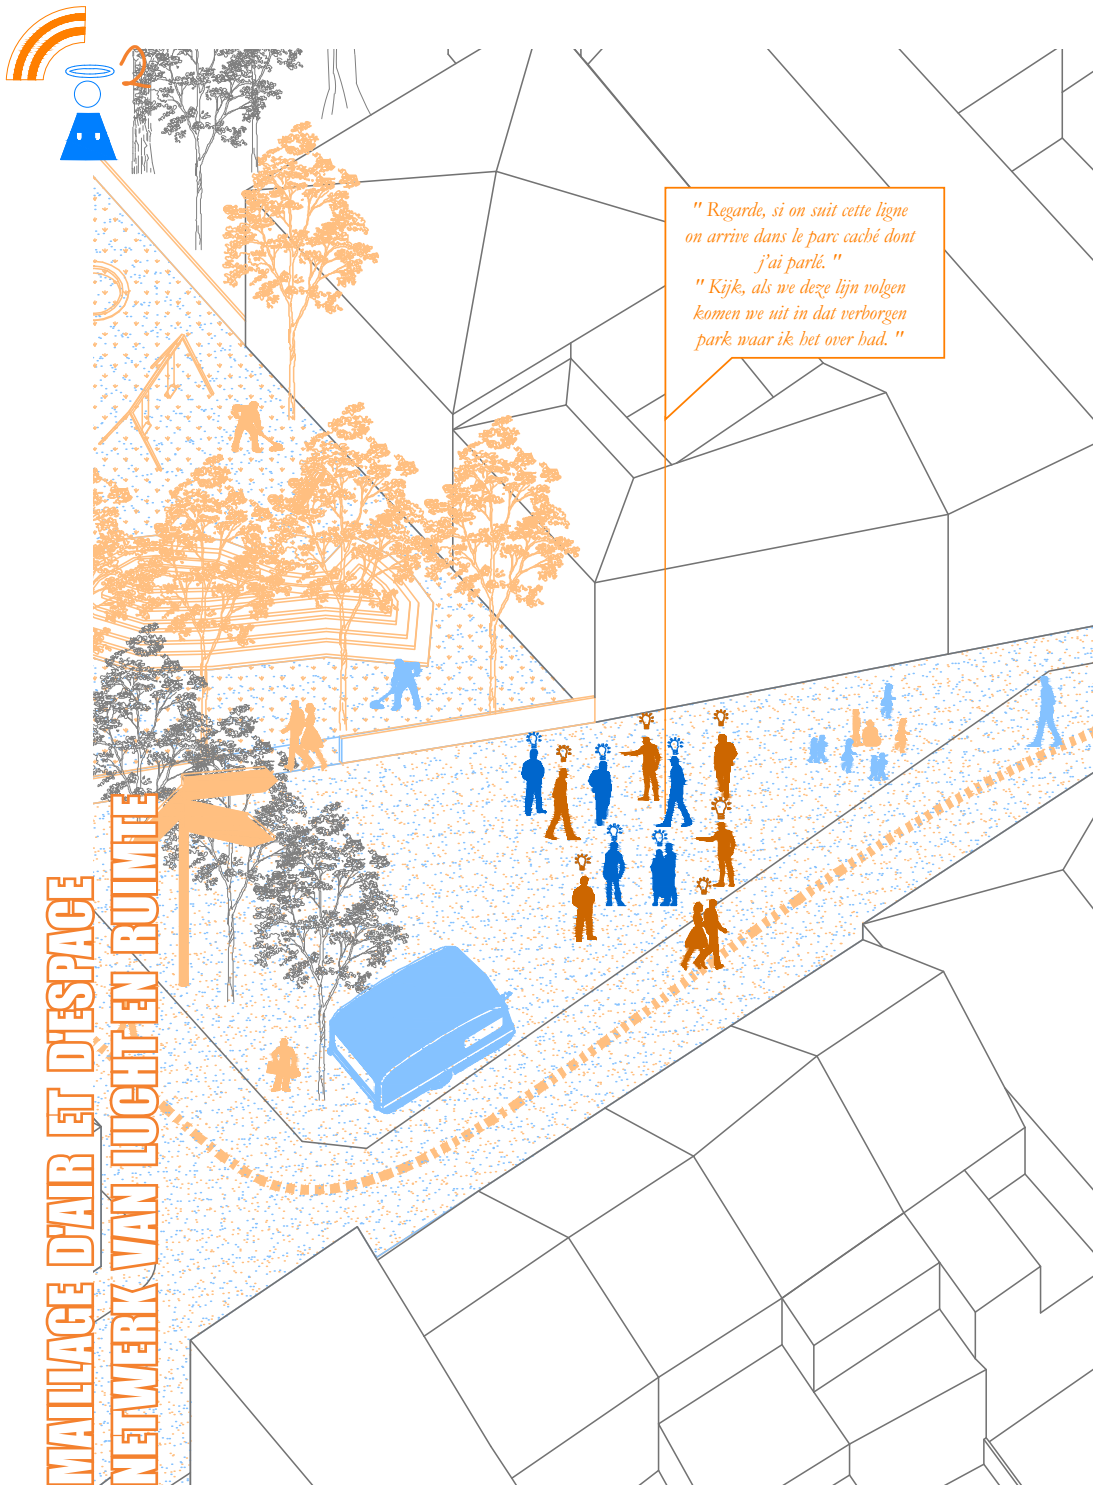 2
" Regarde, si on suit cette ligne
on arrive dans le parc caché dont
j'ai parlé. "
" Kijk, als we deze lijn volgen
komen we uit in dat verborgen
park waar ik het over had. "
MAILLAGE D'AIR ET D'ESPACE
NETWERK VAN LUCHT EN RUIMTE